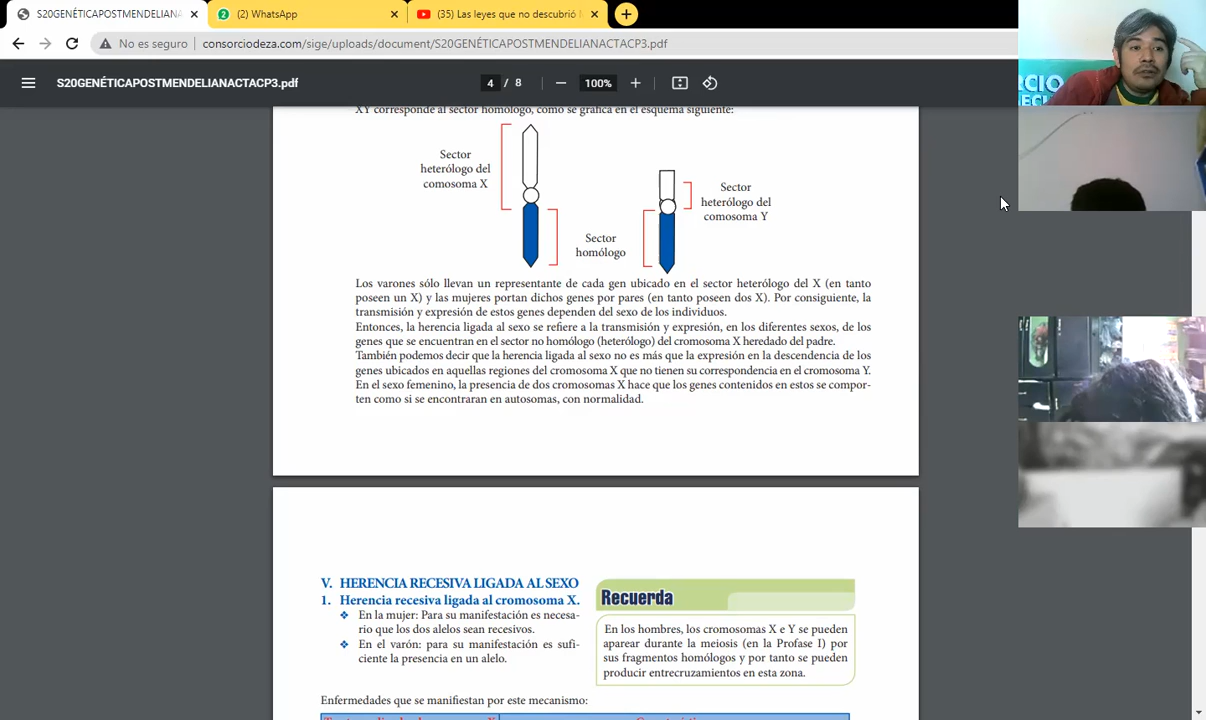 S20GENÉTICAPOSTMENDELIANA
(2) WhatsApp
(35) Las leyes que no descubrió
No es seguro
consorciodeza.com/sige/uploads/document/S20GENÉTICAPOSTMENDELIANACTACP3.pdf
S20GENÉTICAPOSTMENDELIANACTACP3.pdf
4 / 8
100%
XY corresponde al sector homólogo, como se grafica en el esquema siguiente:
Sector
heterólogo del
comosoma X
Sector
heterólogo del
comosoma Y
Sector
homólogo
Los varones sólo llevan un representante de cada gen ubicado en el sector heterólogo del X (en tanto
poseen un X) y las mujeres portan dichos genes por pares (en tanto poseen dos X). Por consiguiente, la
transmisión y expresión de estos genes dependen del sexo de los individuos.
Entonces, la herencia ligada al sexo se refiere a la transmisión y expresión, en los diferentes sexos, de los
genes que se encuentran en el sector no homólogo (heterólogo) del cromosoma X heredado del padre.
También podemos decir que la herencia ligada al sexo no es más que la expresión en la descendencia de los
genes ubicados en aquellas regiones del cromosoma X que no tienen su correspondencia en el cromosoma Y.
En el sexo femenino, la presencia de dos cromosomas X hace que los genes contenidos en estos se compor-
ten como si se encontraran en autosomas, con normalidad.
V. HERENCIA RECESIVA LIGADA AL SEXO
1. Herencia recesiva ligada al cromosoma X.
❖ En la mujer: Para su manifestación es necesa-
rio que los dos alelos sean recesivos.
❖ En el varón: para su manifestación es sufi-
ciente la presencia en un alelo.
Recuerda
En los hombres, los cromosomas X e Y se pueden
aparear durante la meiosis (en la Profase I) por
sus fragmentos homólogos y por tanto se pueden
producir entrecruzamientos en esta zona.
Enfermedades que se manifiestan por este mecanismo: